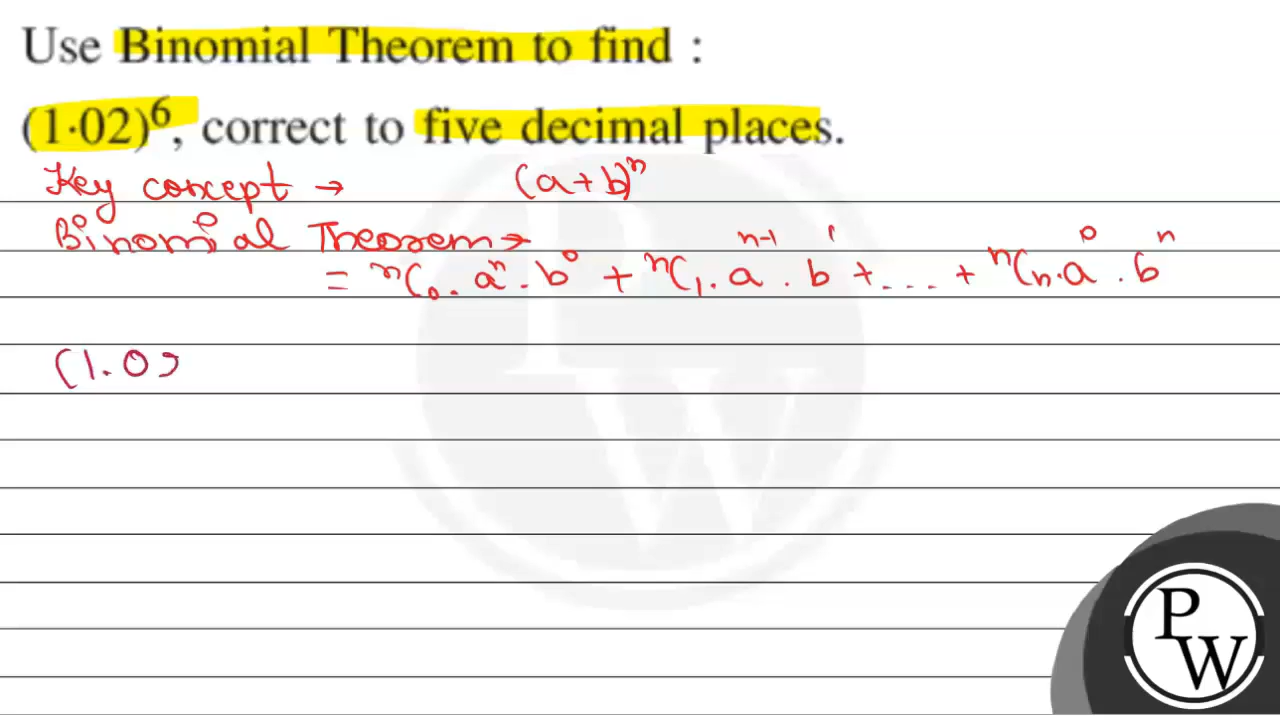 Use Binomial Theorem to find :
(1·02)⁶, correct to five decimal places.
Key concept → (a+b)ⁿ
Binomial Theorem →
= ⁿC₀. aⁿ. b⁰ + ⁿC₁. aⁿ⁻¹. b¹ + .... + ⁿCₙ. a⁰. bⁿ
(1.02
PW